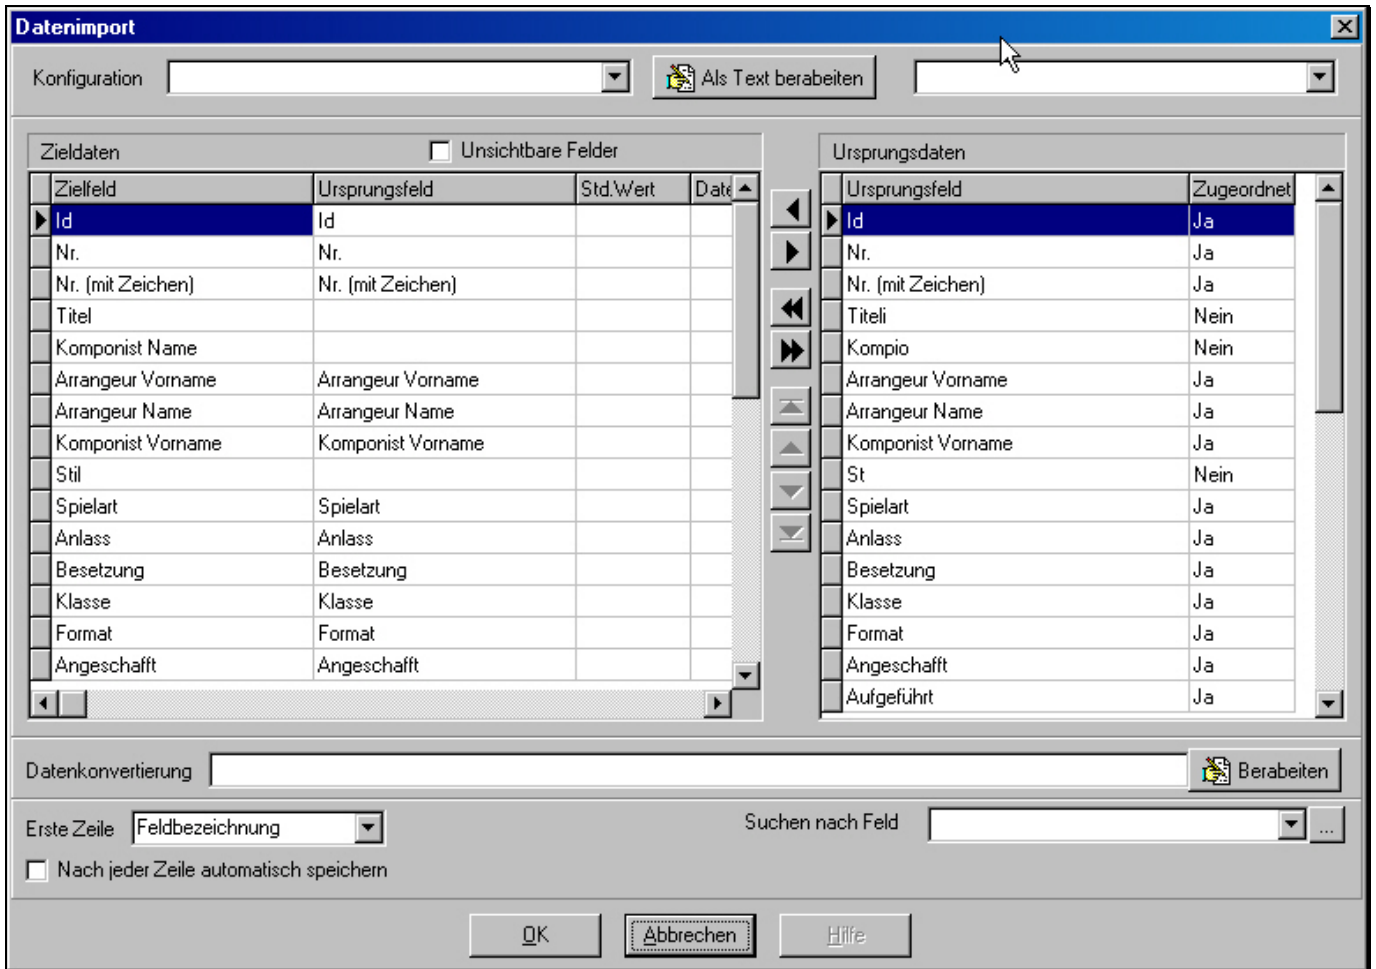 Datenimport
Konfiguration Als Text berabeiten
Zieldaten Unsichtbare Felder Ursprungsdaten
Zielfeld Ursprungsfeld Std.Wert Date Ursprungsfeld Zugeordnet
Id Id Id Ja
Nr. Nr. Nr. Ja
Nr. (mit Zeichen) Nr. (mit Zeichen) Nr. (mit Zeichen) Ja
Titel Titeli Nein
Komponist Name Kompio Nein
Arrangeur Vorname Arrangeur Vorname Arrangeur Vorname Ja
Arrangeur Name Arrangeur Name Arrangeur Name Ja
Komponist Vorname Komponist Vorname Komponist Vorname Ja
Stil St Nein
Spielart Spielart Spielart Ja
Anlass Anlass Anlass Ja
Besetzung Besetzung Besetzung Ja
Klasse Klasse Klasse Ja
Format Format Format Ja
Angeschafft Angeschafft Angeschafft Ja
Aufgeführt Ja
Datenkonvertierung Berabeiten
Erste Zeile Feldbezeichnung Suchen nach Feld ...
Nach jeder Zeile automatisch speichern
OK Abbrechen Hilfe